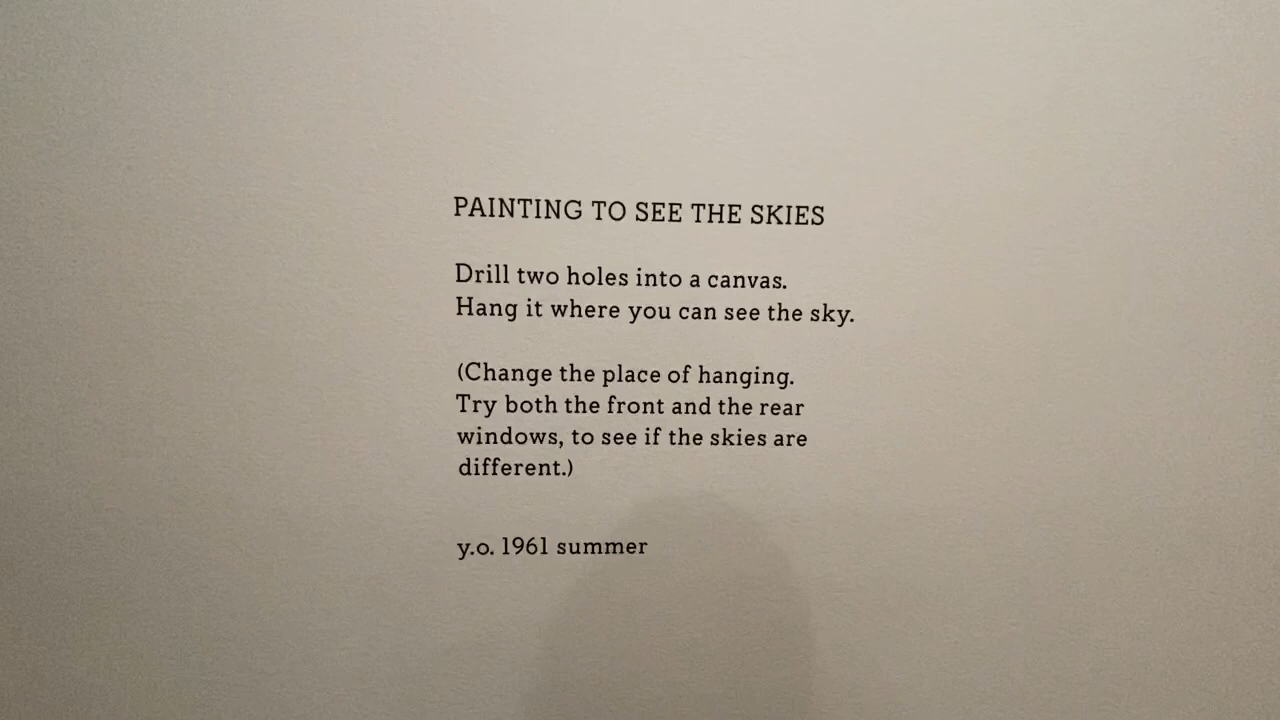 PAINTING TO SEE THE SKIES
Drill two holes into a canvas.
Hang it where you can see the sky.
(Change the place of hanging.
Try both the front and the rear
windows, to see if the skies are
different.)
y.o. 1961 summer